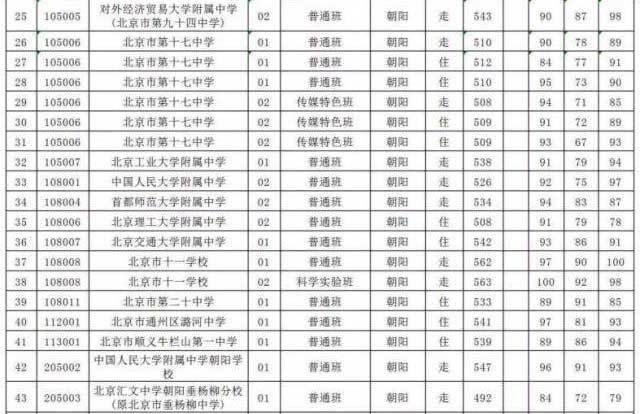 25 105005 对外经济贸易大学附属中学(北京市第九十四中学) 02 普通班 朝阳 走 543 90 87 98
26 105006 北京市第十七中学 01 普通班 朝阳 走 510 90 78 89
27 105006 北京市第十七中学 01 普通班 朝阳 住 512 84 77 91
28 105006 北京市第十七中学 01 普通班 朝阳 住 510 95 73 90
29 105006 北京市第十七中学 02 传媒特色班 朝阳 走 508 94 71 85
30 105006 北京市第十七中学 02 传媒特色班 朝阳 住 509 91 72 89
31 105006 北京市第十七中学 02 传媒特色班 朝阳 住 509 93 67 93
32 105007 北京工业大学附属中学 01 普通班 朝阳 走 538 91 79 94
33 108001 中国人民大学附属中学 02 普通班 朝阳 走 526 92 75 97
34 108004 首都师范大学附属中学 02 普通班 朝阳 走 534 94 83 87
35 108006 北京理工大学附属中学 02 普通班 朝阳 住 508 91 79 78
36 108007 北京交通大学附属中学 01 普通班 朝阳 住 542 93 86 91
37 108008 北京市十一学校 01 普通班 朝阳 走 562 97 90 100
38 108008 北京市十一学校 02 科学实验班 朝阳 走 563 100 92 98
39 108011 北京市第二十中学 01 普通班 朝阳 住 533 89 91 85
40 112001 北京市通州区潞河中学 01 普通班 朝阳 住 541 97 81 93
41 113001 北京市顺义牛栏山第一中学 01 普通班 朝阳 住 539 89 86 94
42 205002 中国人民大学附属中学朝阳学校 01 普通班 朝阳 走 547 96 91 93
43 205003 北京汇文中学朝阳垂杨柳分校(原北京市垂杨柳中学) 01 普通班 朝阳 走 492 84 72 79